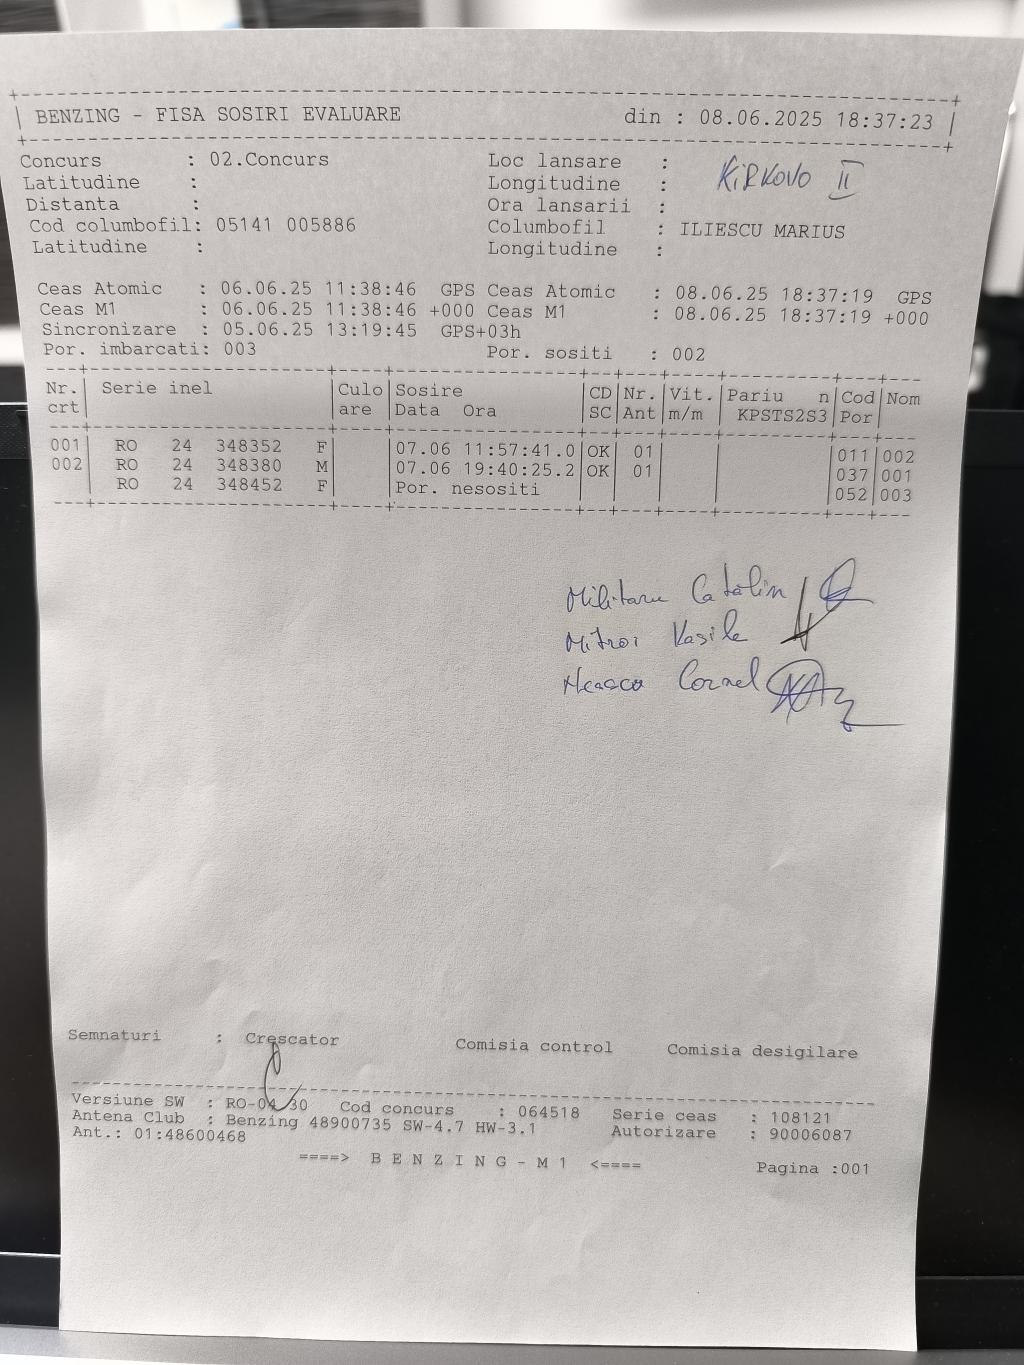 BENZING - FISA SOSIRI EVALUARE din : 08.06.2025 18:37:23
Concurs : 02.Concurs Loc lansare : KIRKOVO II
Latitudine : Longitudine :
Distanta : Ora lansarii :
Cod columbofil: 05141 005886 Columbofil : ILIESCU MARIUS
Latitudine : Longitudine :
Ceas Atomic : 06.06.25 11:38:46 GPS Ceas Atomic : 08.06.25 18:37:19 GPS
Ceas M1 : 06.06.25 11:38:46 +000 Ceas M1 : 08.06.25 18:37:19 +000
Sincronizare : 05.06.25 13:19:45 GPS+03h
Por. imbarcati: 003 Por. sositi : 002
Nr. Serie inel Culo Sosire CD Nr. Vit. Pariu n Cod Nom
crt are Data Ora SC Ant m/m KPSTS2S3 Por
001 RO 24 348352 F 07.06 11:57:41.0 OK 01 011 002
002 RO 24 348380 M 07.06 19:40:25.2 OK 01 037 001
RO 24 348452 F Por. nesositi 052 003
Militaru Catalin
Mitroi Vasile
Neascu Cornel
Semnaturi : Crescator Comisia control Comisia desigilare
Versiune SW : RO-04.30 Cod concurs : 064518 Serie ceas : 108121
Antena Club : Benzing 48900735 SW-4.7 HW-3.1 Autorizare : 90006087
Ant.: 01:48600468
====> B E N Z I N G - M 1 <==== Pagina :001